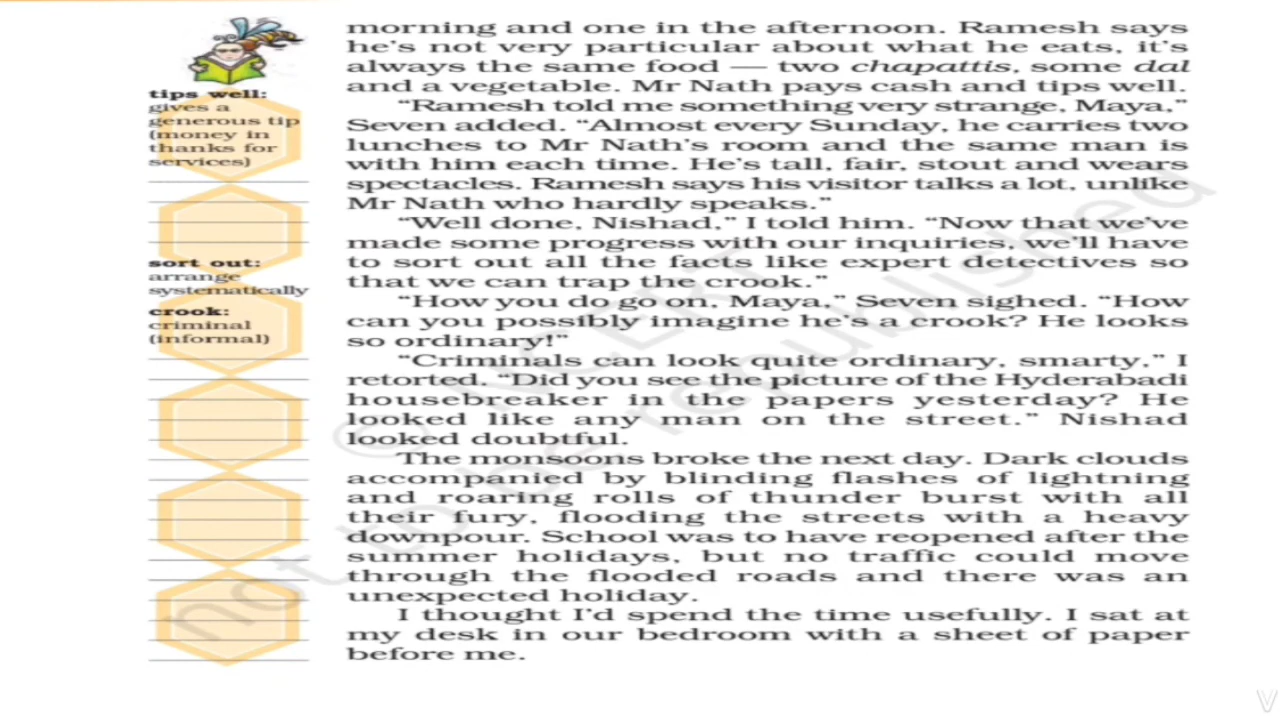 morning and one in the afternoon. Ramesh says
he's not very particular about what he eats, it's
always the same food — two chapattis, some dal
and a vegetable. Mr Nath pays cash and tips well.
“Ramesh told me something very strange, Maya,”
Seven added. “Almost every Sunday, he carries two
lunches to Mr Nath's room and the same man is
with him each time. He's tall, fair, stout and wears
spectacles. Ramesh says his visitor talks a lot, unlike
Mr Nath who hardly speaks.”
“Well done, Nishad,” I told him. “Now that we've
made some progress with our inquiries, we'll have
to sort out all the facts like expert detectives so
that we can trap the crook.”
“How you do go on, Maya,” Seven sighed. “How
can you possibly imagine he's a crook? He looks
so ordinary!”
“Criminals can look quite ordinary, smarty,” I
retorted. “Did you see the picture of the Hyderabadi
housebreaker in the papers yesterday? He
looked like any man on the street.” Nishad
looked doubtful.
The monsoons broke the next day. Dark clouds
accompanied by blinding flashes of lightning
and roaring rolls of thunder burst with all
their fury, flooding the streets with a heavy
downpour. School was to have reopened after the
summer holidays, but no traffic could move
through the flooded roads and there was an
unexpected holiday.
I thought I'd spend the time usefully. I sat at
my desk in our bedroom with a sheet of paper
before me.
tips well:
gives a
generous tip
(money in
thanks for
services)
sort out:
arrange
systematically
crook:
criminal
(informal)
© NCERT
not to be republished
V